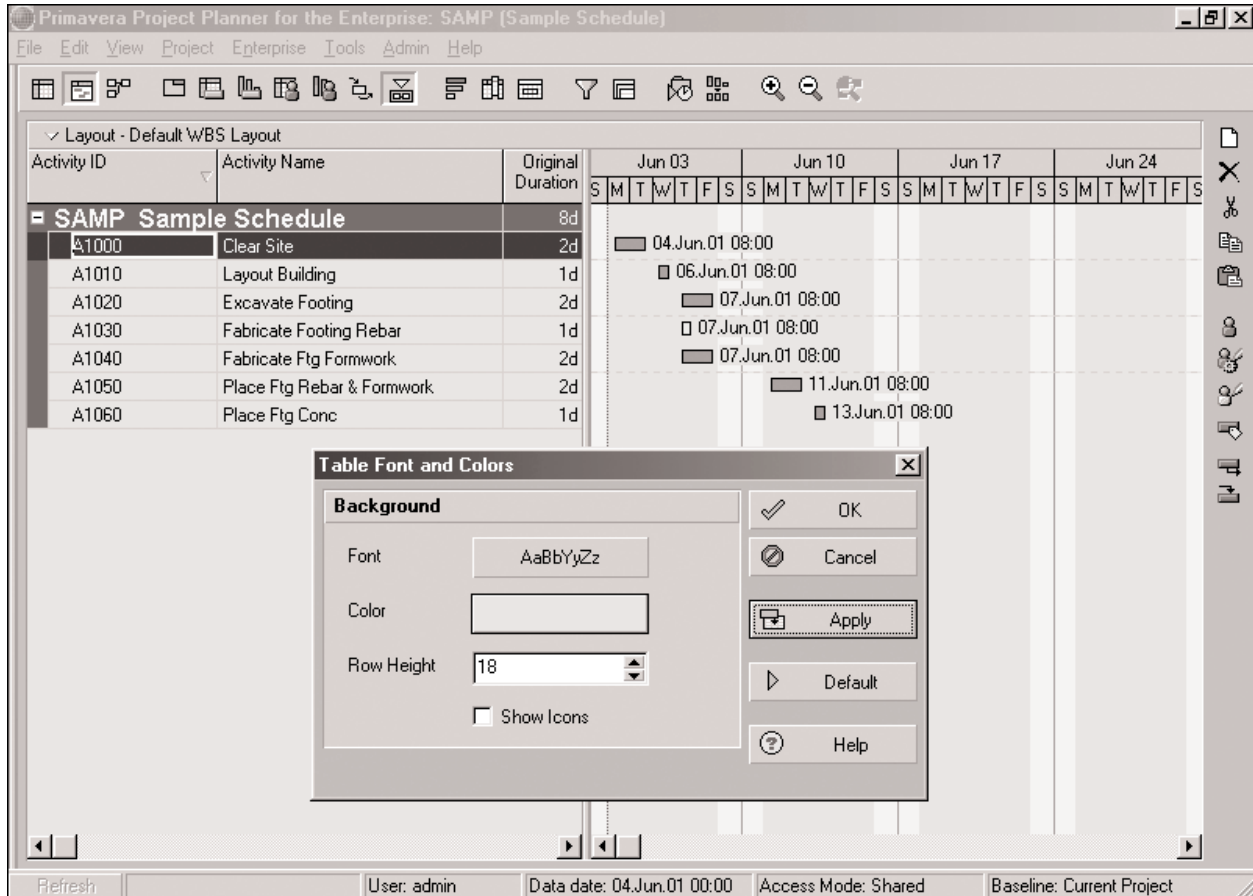 Primavera Project Planner for the Enterprise: SAMP (Sample Schedule)
File Edit View Project Enterprise Tools Admin Help
Layout - Default WBS Layout
Activity ID Activity Name Original Duration Jun 03 Jun 10 Jun 17 Jun 24
S M T W T F S S M T W T F S S M T W T F S S M T W T F S
SAMP Sample Schedule 8d
A1000 Clear Site 2d 04.Jun.01 08:00
A1010 Layout Building 1d 06.Jun.01 08:00
A1020 Excavate Footing 2d 07.Jun.01 08:00
A1030 Fabricate Footing Rebar 1d 07.Jun.01 08:00
A1040 Fabricate Ftg Formwork 2d 07.Jun.01 08:00
A1050 Place Ftg Rebar & Formwork 2d 11.Jun.01 08:00
A1060 Place Ftg Conc 1d 13.Jun.01 08:00
Table Font and Colors
Background
OK
Font AaBbYyZz
Cancel
Color
Apply
Row Height 18
Default
Show Icons
Help
Refresh User: admin Data date: 04.Jun.01 00:00 Access Mode: Shared Baseline: Current Project